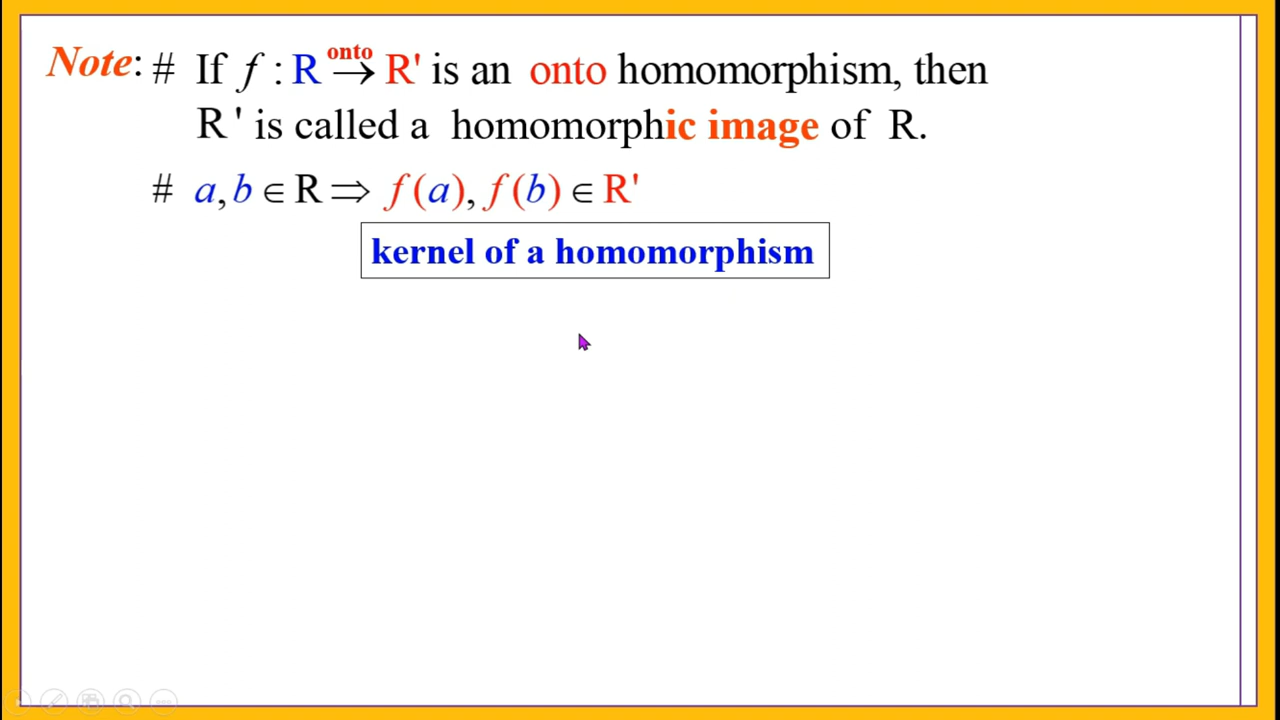 Note: # If f : R onto → R' is an onto homomorphism, then
R ' is called a homomorphic image of R.
# a, b ∈ R ⇒ f (a), f (b) ∈ R'
kernel of a homomorphism